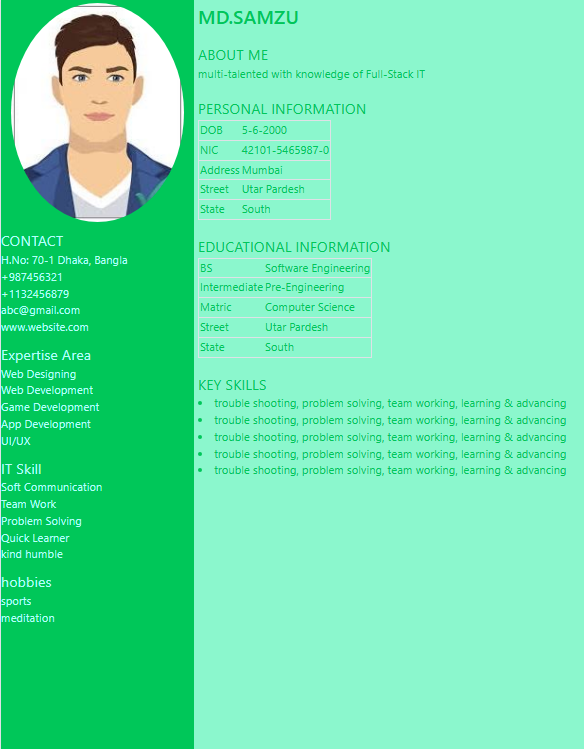 CONTACT
H.No: 70-1 Dhaka, Bangla
+987456321
+1132456879
abc@gmail.com
www.website.com
Expertise Area
Web Designing
Web Development
Game Development
App Development
UI/UX
IT Skill
Soft Communication
Team Work
Problem Solving
Quick Learner
kind humble
hobbies
sports
meditation
MD.SAMZU
ABOUT ME
multi-talented with knowledge of Full-Stack IT
PERSONAL INFORMATION
DOB 5-6-2000
NIC 42101-5465987-0
Address Mumbai
Street Utar Pardesh
State South
EDUCATIONAL INFORMATION
BS Software Engineering
Intermediate Pre-Engineering
Matric Computer Science
Street Utar Pardesh
State South
KEY SKILLS
• trouble shooting, problem solving, team working, learning & advancing
• trouble shooting, problem solving, team working, learning & advancing
• trouble shooting, problem solving, team working, learning & advancing
• trouble shooting, problem solving, team working, learning & advancing
• trouble shooting, problem solving, team working, learning & advancing